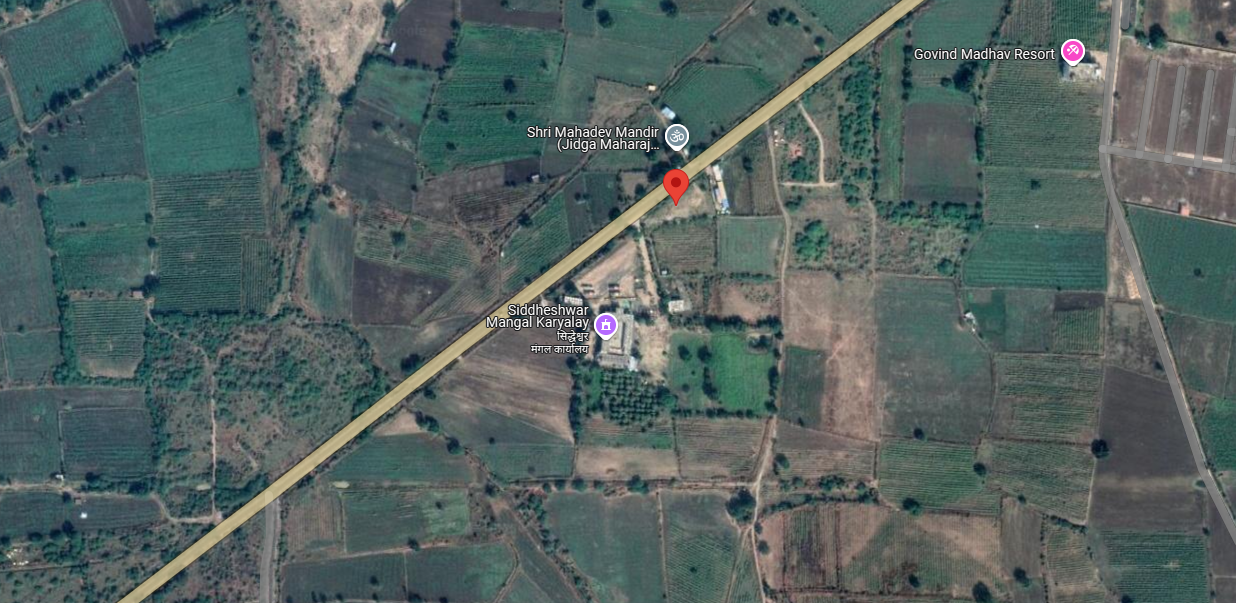 Govind Madhav Resort
Shri Mahadev Mandir
(Jidga Maharaj...
Siddheshwar
Mangal Karyalay
सिद्धेश्वर
मंगल कार्यालय